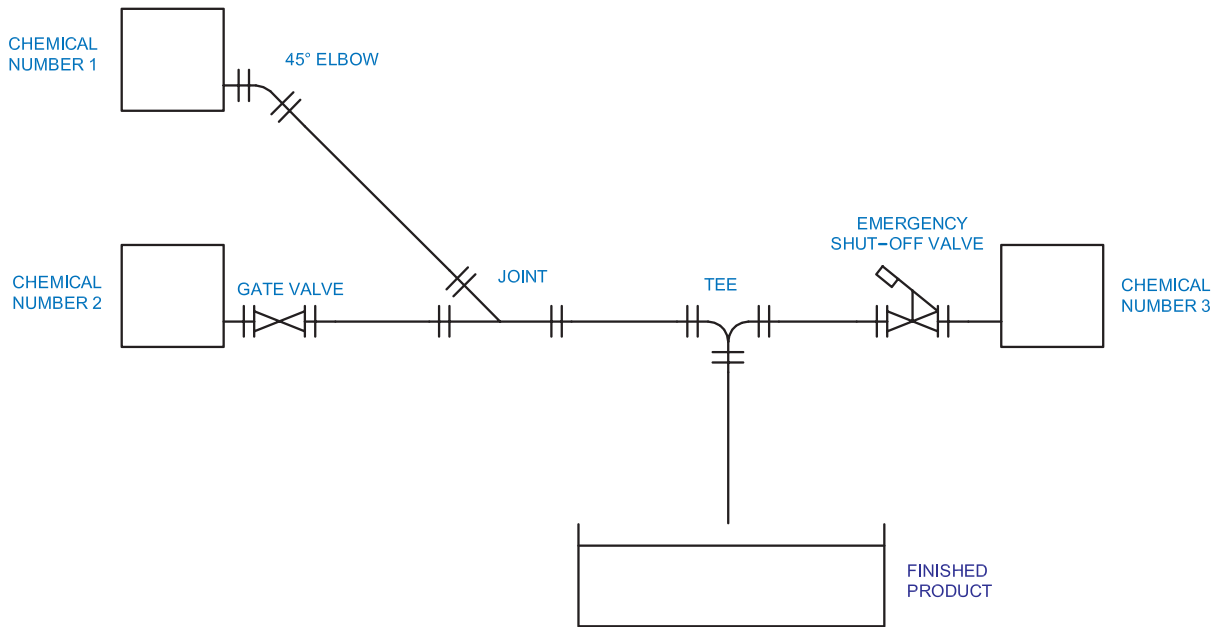 CHEMICAL
NUMBER 1
45° ELBOW
EMERGENCY
SHUT-OFF VALVE
CHEMICAL
NUMBER 2
GATE VALVE
JOINT
TEE
CHEMICAL
NUMBER 3
FINISHED
PRODUCT